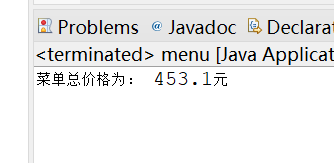 Problems @ Javadoc Declarat
<terminated> menu [Java Applicat
菜单总价格为： 453.1元